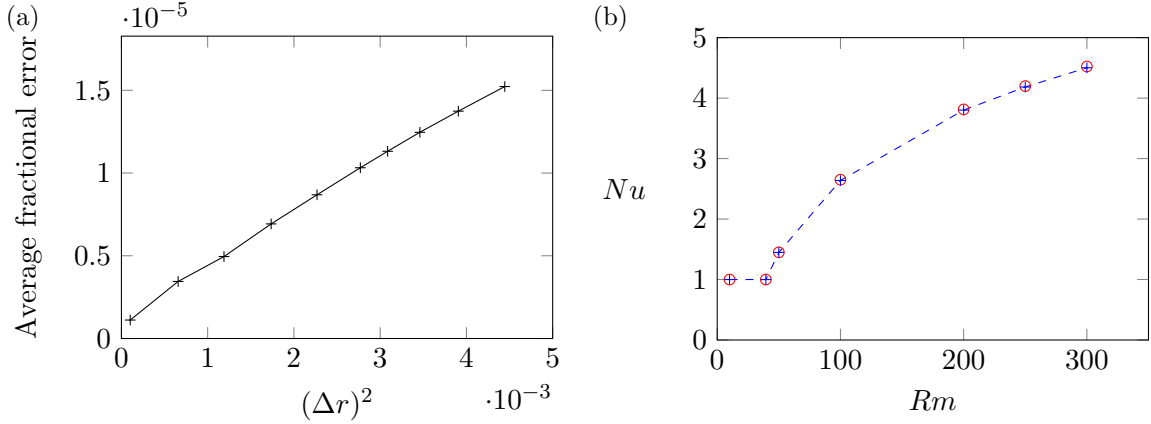 (a)
·10⁻⁵
Average fractional error
1.5
1
0.5
0
0 1 2 3 4 5
(Δr)²
·10⁻³
(b)
5
4
3
2
1
0
Nu
0 100 200 300
Rm